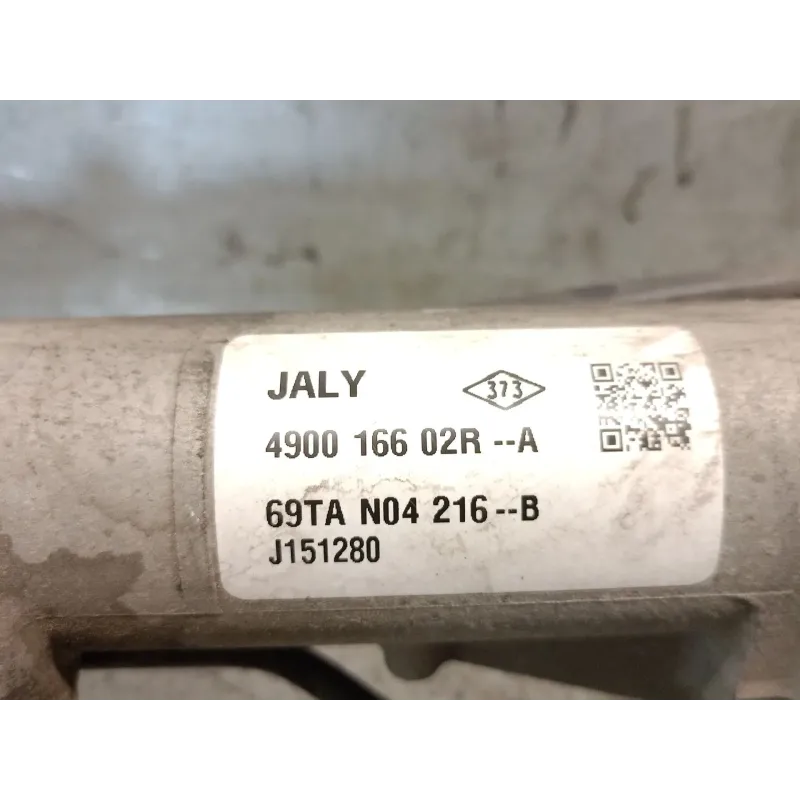 JALY 373
4900 166 02R --A
69TA N04 216 --B
J151280